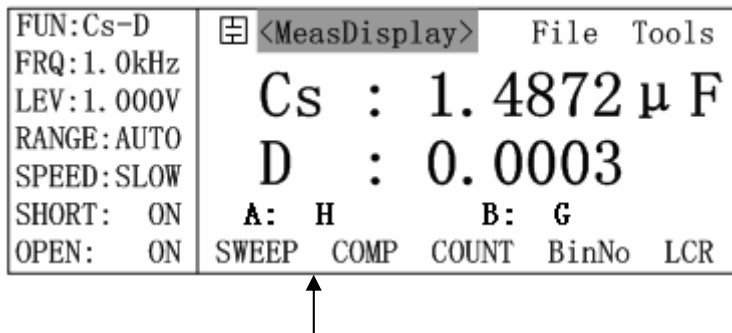 FUN:Cs-D
FRQ:1.0kHz
LEV:1.000V
RANGE:AUTO
SPEED:SLOW
SHORT: ON
OPEN: ON
<MeasDisplay> File Tools
Cs : 1.4872μF
D : 0.0003
A: H B: G
SWEEP COMP COUNT BinNo LCR